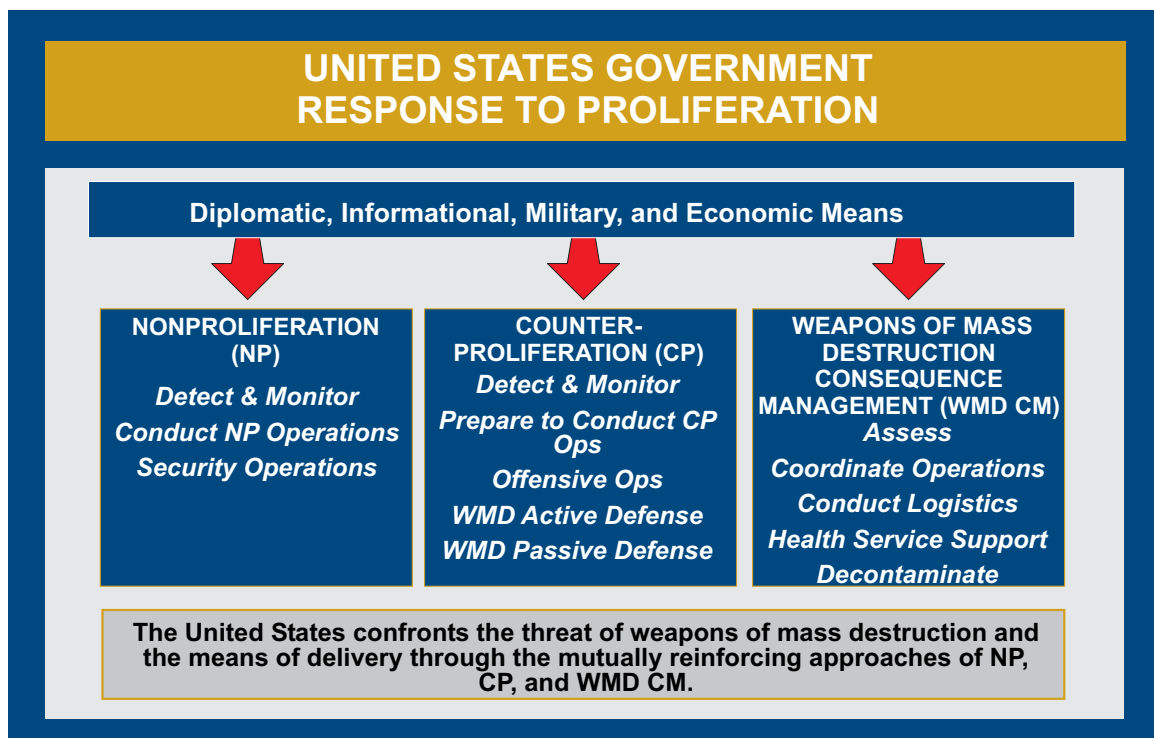 UNITED STATES GOVERNMENT
RESPONSE TO PROLIFERATION
Diplomatic, Informational, Military, and Economic Means
NONPROLIFERATION
(NP)
Detect & Monitor
Conduct NP Operations
Security Operations
COUNTER-
PROLIFERATION (CP)
Detect & Monitor
Prepare to Conduct CP
Ops
Offensive Ops
WMD Active Defense
WMD Passive Defense
WEAPONS OF MASS
DESTRUCTION
CONSEQUENCE
MANAGEMENT (WMD CM)
Assess
Coordinate Operations
Conduct Logistics
Health Service Support
Decontaminate
The United States confronts the threat of weapons of mass destruction and
the means of delivery through the mutually reinforcing approaches of NP,
CP, and WMD CM.